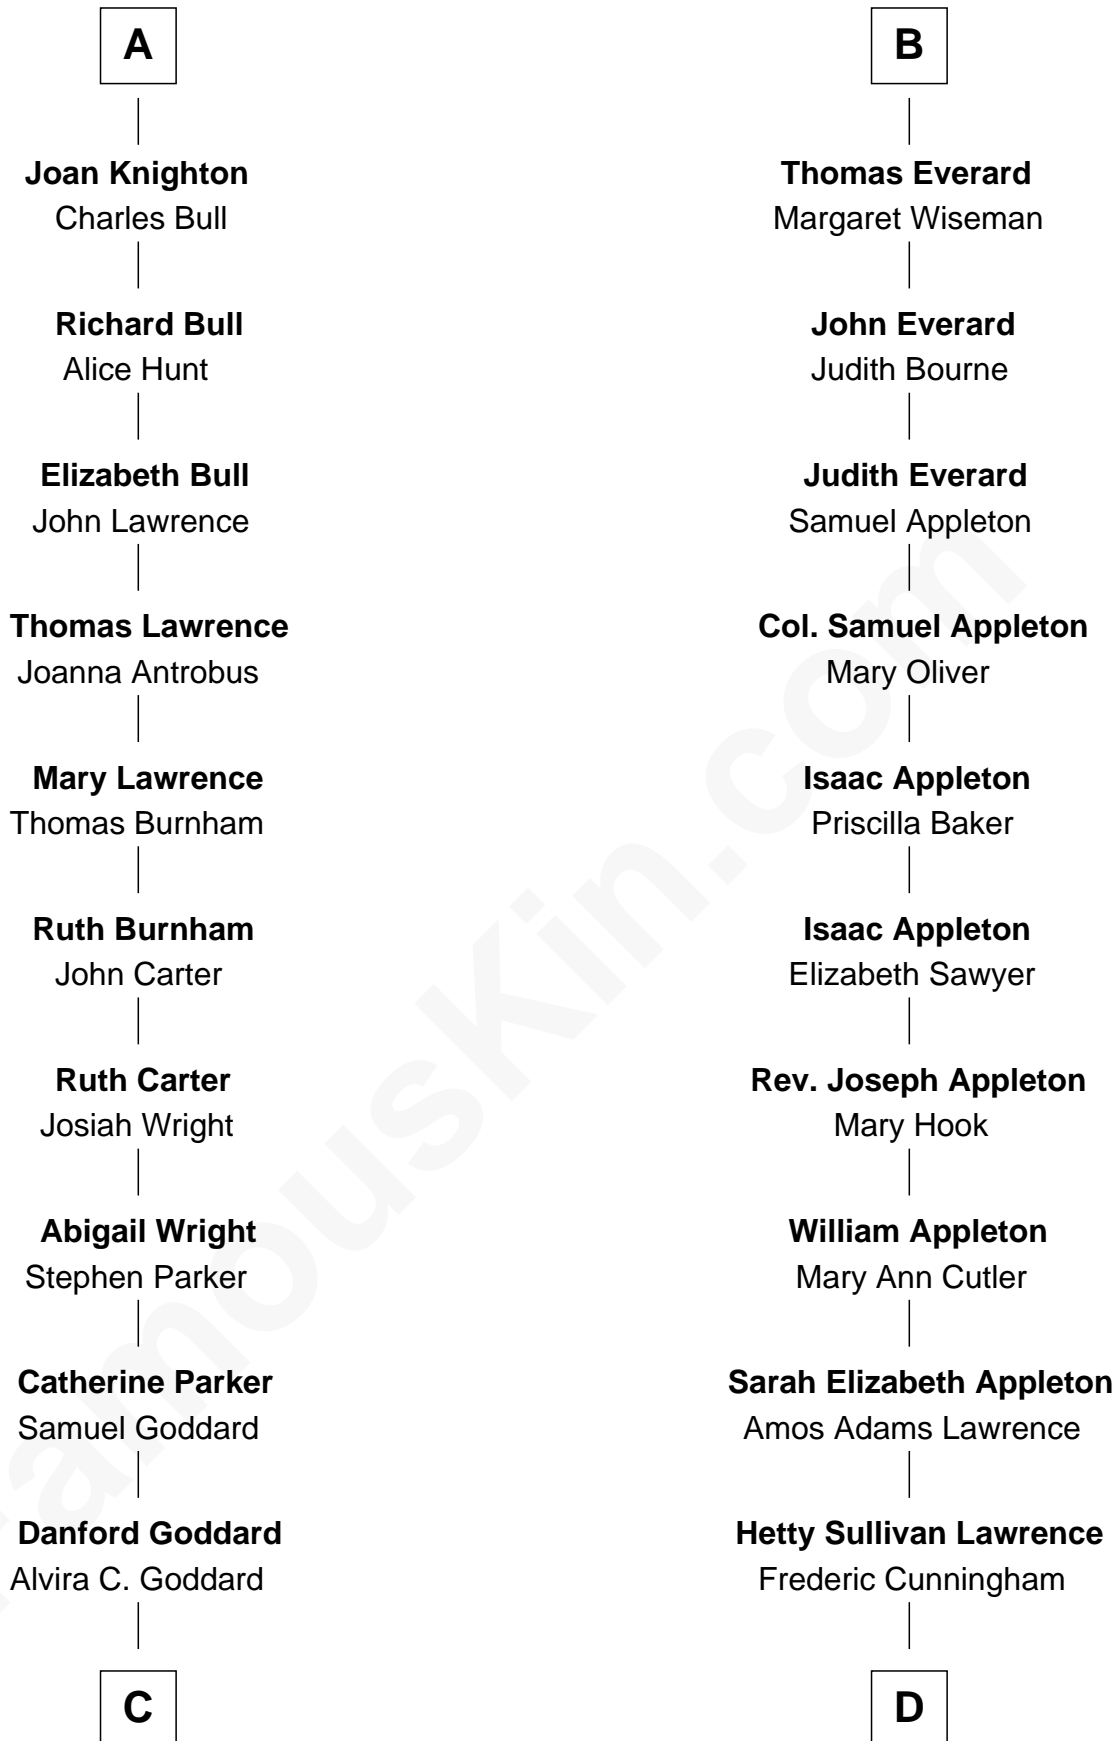 A
Joan Knighton
Charles Bull
Richard Bull
Alice Hunt
Elizabeth Bull
John Lawrence
Thomas Lawrence
Joanna Antrobus
Mary Lawrence
Thomas Burnham
Ruth Burnham
John Carter
Ruth Carter
Josiah Wright
Abigail Wright
Stephen Parker
Catherine Parker
Samuel Goddard
Danford Goddard
Alvira C. Goddard
C
B
Thomas Everard
Margaret Wiseman
John Everard
Judith Bourne
Judith Everard
Samuel Appleton
Col. Samuel Appleton
Mary Oliver
Isaac Appleton
Priscilla Baker
Isaac Appleton
Elizabeth Sawyer
Rev. Joseph Appleton
Mary Hook
William Appleton
Mary Ann Cutler
Sarah Elizabeth Appleton
Amos Adams Lawrence
Hetty Sullivan Lawrence
Frederic Cunningham
D
FamousKin.com